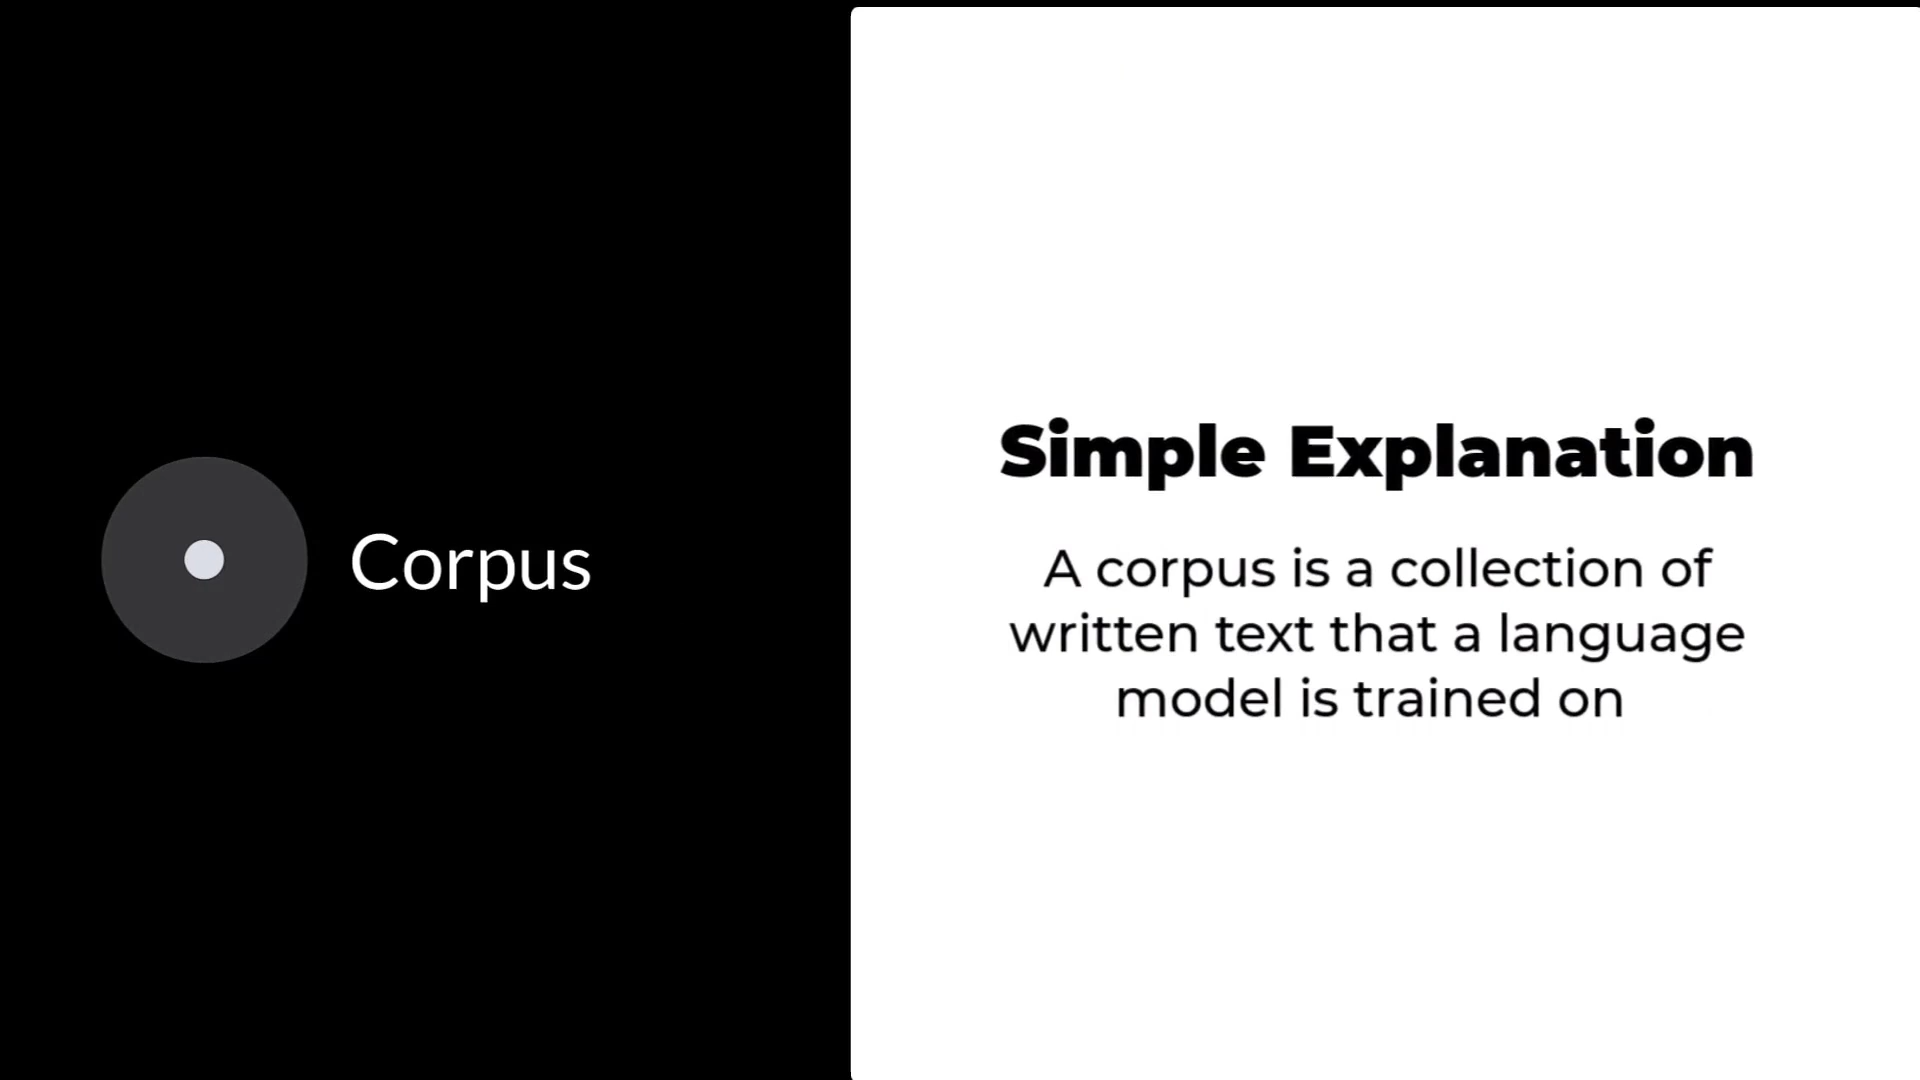 Corpus
Simple Explanation
A corpus is a collection of
written text that a language
model is trained on